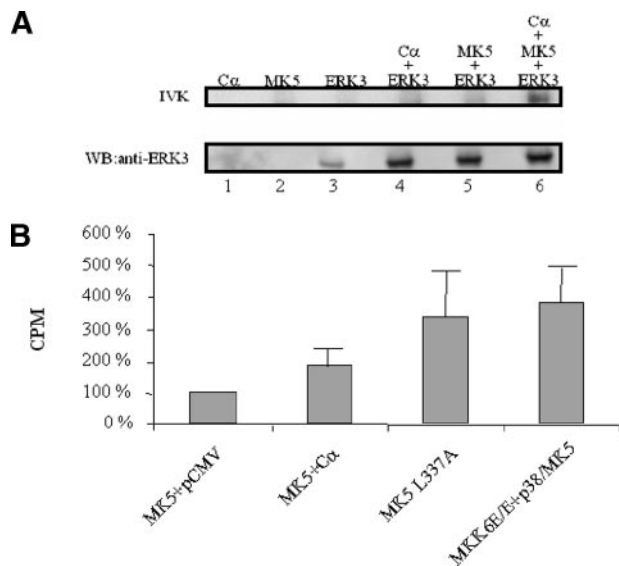 A
Cα
MK5
ERK3
Cα
+
ERK3
MK5
+
ERK3
Cα
+
MK5
+
ERK3
IVK
WB:anti-ERK3
1 2 3 4 5 6
B
CPM
600 %
500 %
400 %
300 %
200 %
100 %
0 %
MK5+pCMV
MK5+Cα
MK5 L337A
MKK6E/E+p38/MK5